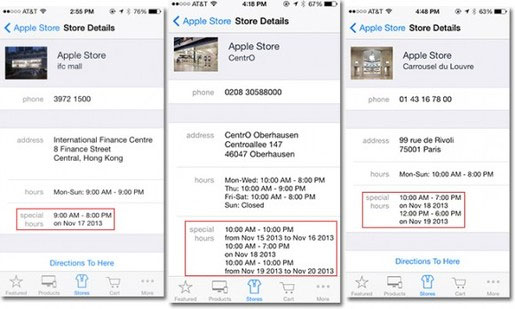 AT&T 2:55 PM 76%
Apple Store Store Details
Apple Store
ifc mall
phone 3972 1500
address International Finance Centre
8 Finance Street
Central, Hong Kong
hours Mon-Sun: 9:00 AM - 9:00 PM
special hours 9:00 AM - 8:00 PM
on Nov 17 2013
Directions To Here
Featured Products Stores Cart More
AT&T 4:18 PM 67%
Apple Store Store Details
Apple Store
CentrO
phone 0208 30588000
address CentrO Oberhausen
Centroallee 147
46047 Oberhausen
hours Mon-Wed: 10:00 AM - 8:00 PM
Thu: 10:00 AM - 9:00 PM
Fri-Sat: 10:00 AM - 8:00 PM
Sun: Closed
special hours 10:00 AM - 10:00 PM
from Nov 15 2013 to Nov 16 2013
10:00 AM - 7:00 PM
on Nov 18 2013
10:00 AM - 10:00 PM
from Nov 19 2013 to Nov 20 2013
Featured Products Stores Cart More
AT&T 4:48 PM 63%
Apple Store Store Details
Apple Store
Carrousel du Louvre
phone 01 43 16 78 00
address 99 rue de Rivoli
75001 Paris
hours Mon-Sun: 10:00 AM - 8:00 PM
special hours 10:00 AM - 7:00 PM
on Nov 18 2013
12:00 PM - 6:00 PM
on Nov 19 2013
Directions To Here
Featured Products Stores Cart More